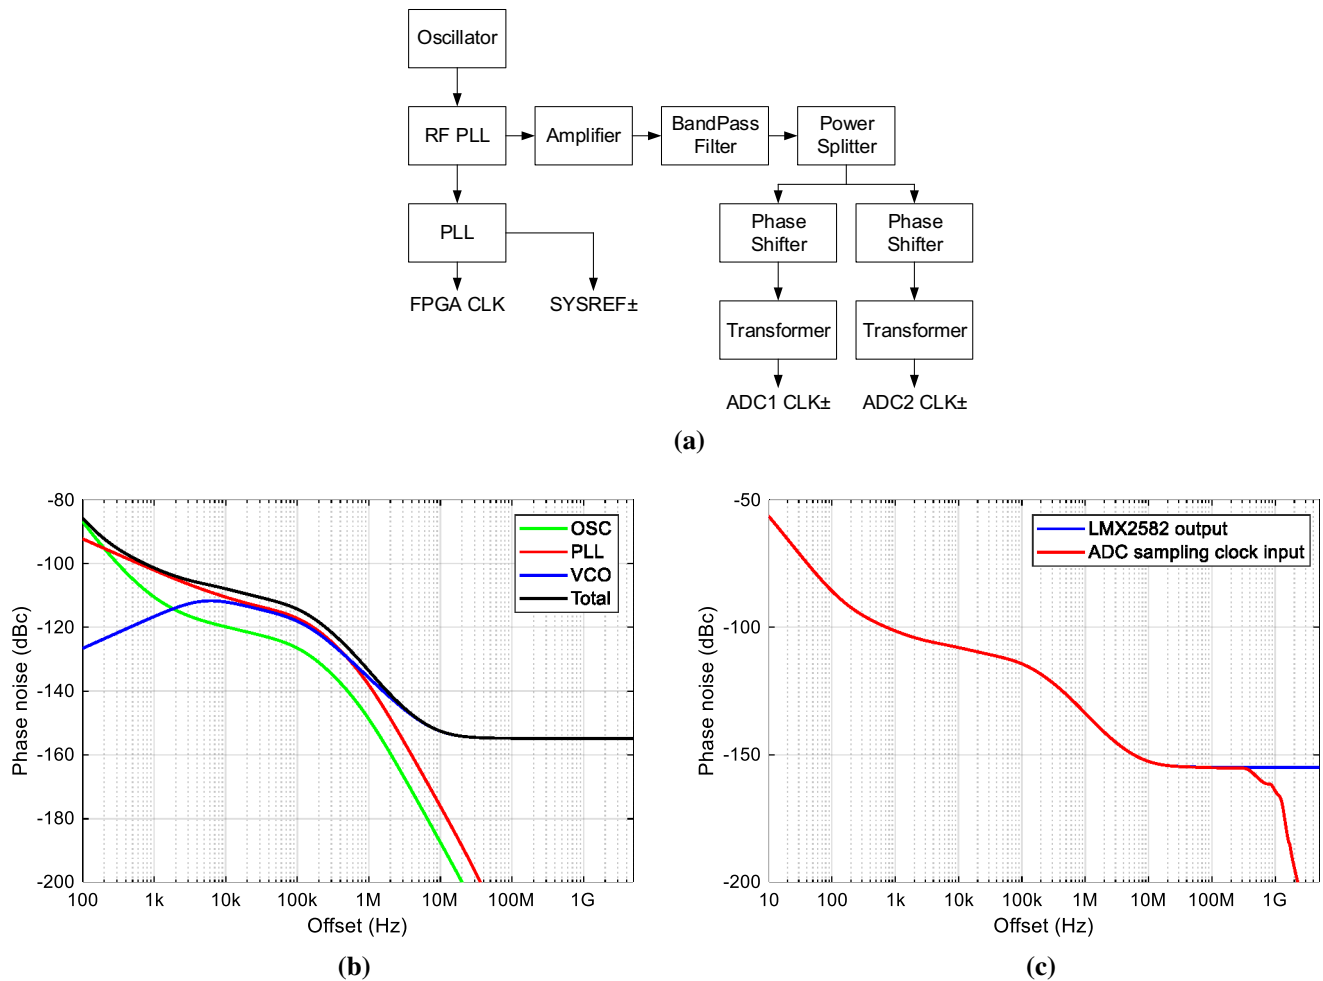 Oscillator
RF PLL
Amplifier
BandPass
Filter
Power
Splitter
PLL
Phase
Shifter
Phase
Shifter
FPGA CLK
SYSREF±
Transformer
Transformer
ADC1 CLK±
ADC2 CLK±
(a)
-80
-100
-120
-140
-160
-180
-200
Phase noise (dBc)
OSC
PLL
VCO
Total
100 1k 10k 100k 1M 10M 100M 1G
Offset (Hz)
(b)
-50
-100
-150
-200
Phase noise (dBc)
LMX2582 output
ADC sampling clock input
10 100 1k 10k 100k 1M 10M 100M 1G
Offset (Hz)
(c)